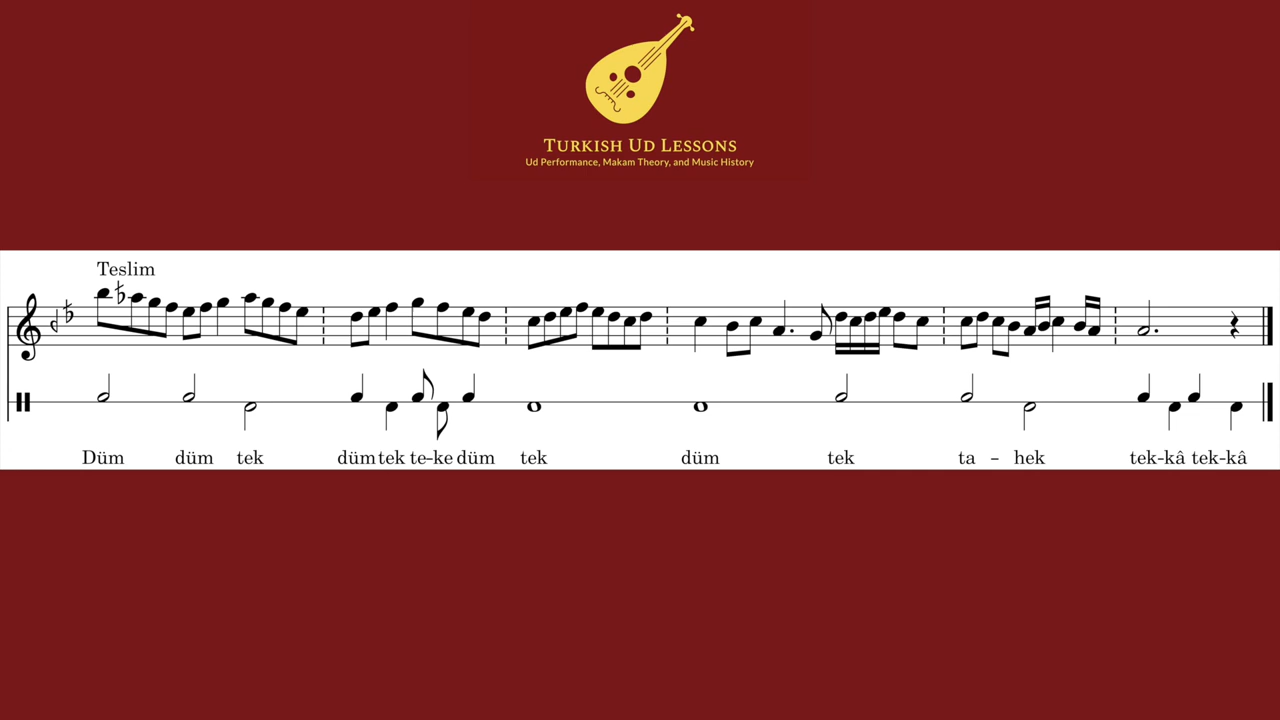 TURKISH UD LESSONS
Ud Performance, Makam Theory, and Music History
Teslim
Düm düm tek düm tek te-ke düm tek düm tek ta - hek tek-kâ tek-kâ